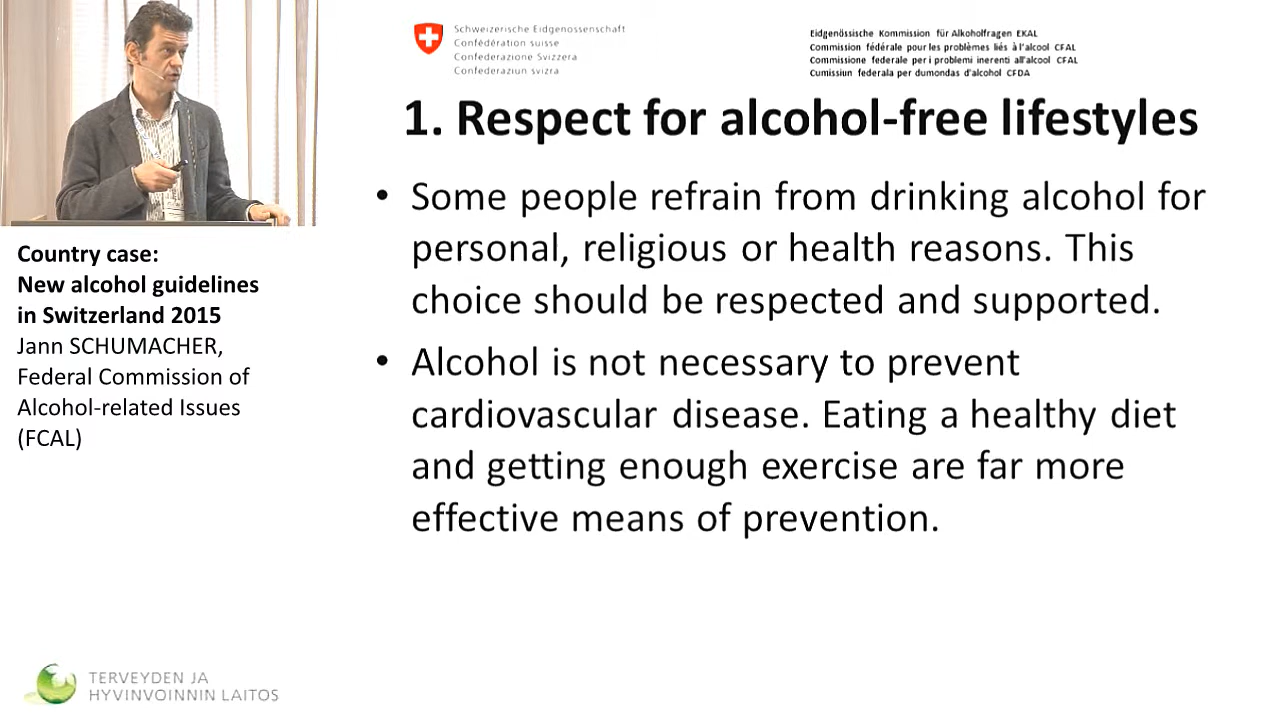 Schweizerische Eidgenossenschaft
Confédération suisse
Confederazione Svizzera
Confederaziun svizra
Eidgenössische Kommission für Alkoholfragen EKAL
Commission fédérale pour les problèmes liés à l'alcool CFAL
Commissione federale per i problemi inerenti all'alcool CFAL
Cumissiun federala per dumondas d'alcohol CFDA
1. Respect for alcohol-free lifestyles
• Some people refrain from drinking alcohol for
personal, religious or health reasons. This
choice should be respected and supported.
• Alcohol is not necessary to prevent
cardiovascular disease. Eating a healthy diet
and getting enough exercise are far more
effective means of prevention.
Country case:
New alcohol guidelines
in Switzerland 2015
Jann SCHUMACHER,
Federal Commission of
Alcohol-related Issues
(FCAL)
TERVEYDEN JA
HYVINVOINNIN LAITOS